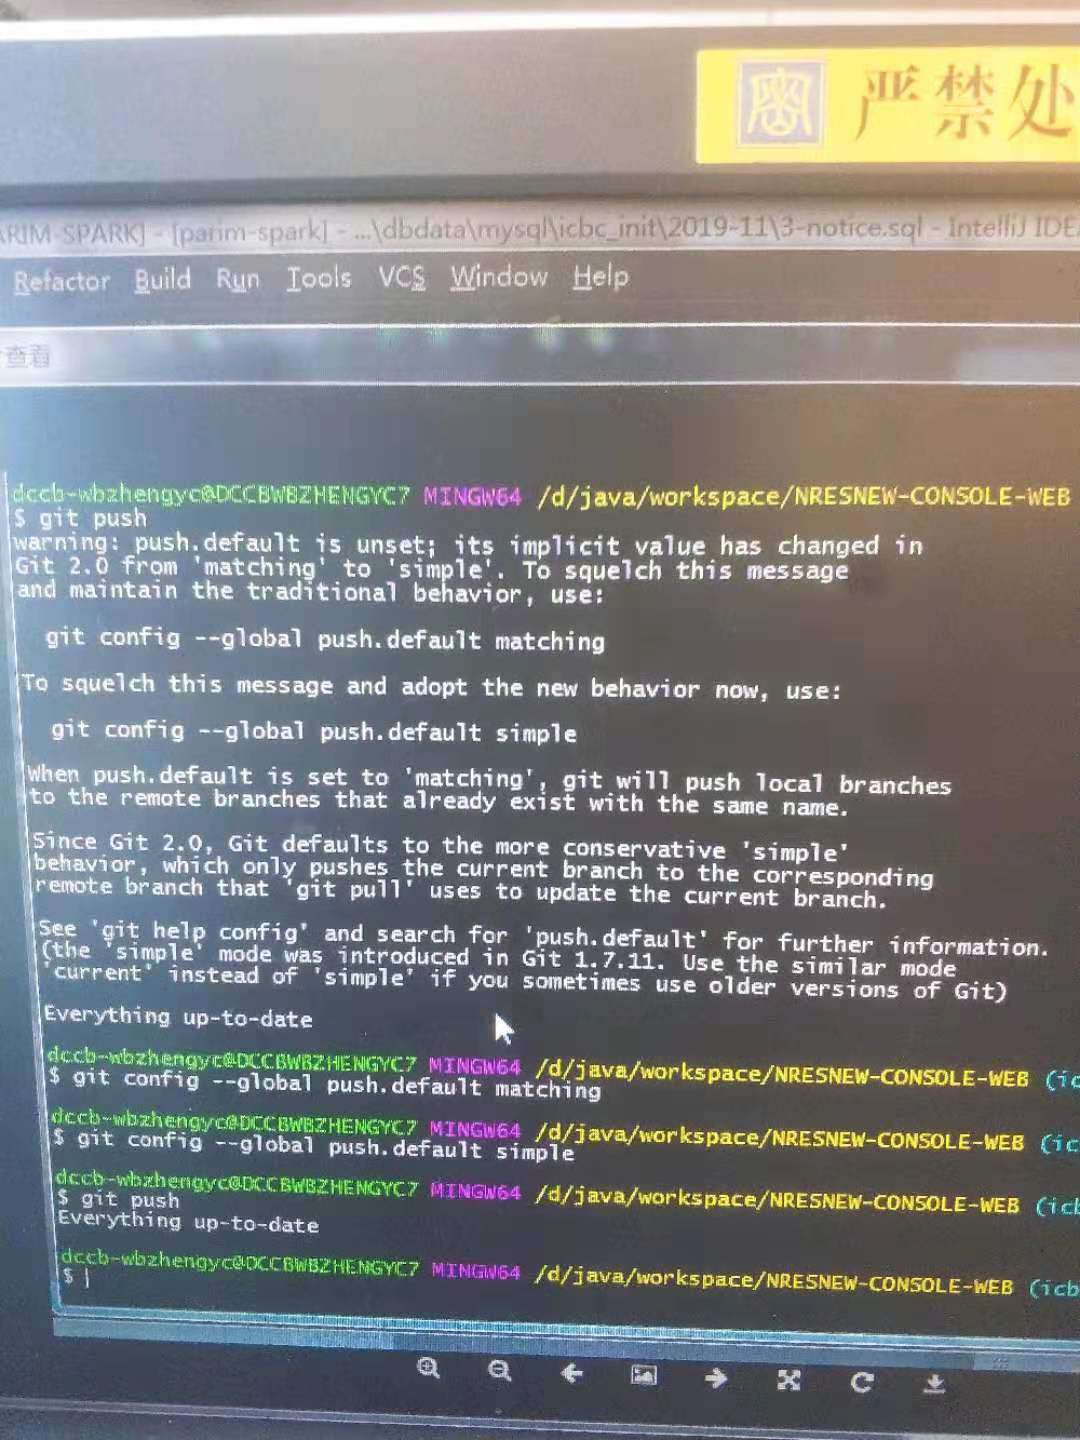 严禁处
ARIM-SPARK] - [parim-spark] - ...\dbdata\mysql\icbc_init\2019-11\3-notice.sql - IntelliJ IDEA
Refactor Build Run Tools VCS Window Help
查看
dccb-wbzhengyc@DCCBWBZHENGYC7 MINGW64 /d/java/workspace/NRESNEW-CONSOLE-WEB
$ git push
warning: push.default is unset; its implicit value has changed in
Git 2.0 from 'matching' to 'simple'. To squelch this message
and maintain the traditional behavior, use:
git config --global push.default matching
To squelch this message and adopt the new behavior now, use:
git config --global push.default simple
When push.default is set to 'matching', git will push local branches
to the remote branches that already exist with the same name.
Since Git 2.0, Git defaults to the more conservative 'simple'
behavior, which only pushes the current branch to the corresponding
remote branch that 'git pull' uses to update the current branch.
See 'git help config' and search for 'push.default' for further information.
(the 'simple' mode was introduced in Git 1.7.11. Use the similar mode
'current' instead of 'simple' if you sometimes use older versions of Git)
Everything up-to-date
dccb-wbzhengyc@DCCBWBZHENGYC7 MINGW64 /d/java/workspace/NRESNEW-CONSOLE-WEB (ic
$ git config --global push.default matching
dccb-wbzhengyc@DCCBWBZHENGYC7 MINGW64 /d/java/workspace/NRESNEW-CONSOLE-WEB (ic
$ git config --global push.default simple
dccb-wbzhengyc@DCCBWBZHENGYC7 MINGW64 /d/java/workspace/NRESNEW-CONSOLE-WEB (icb
$ git push
Everything up-to-date
dccb-wbzhengyc@DCCBWBZHENGYC7 MINGW64 /d/java/workspace/NRESNEW-CONSOLE-WEB (icb
$